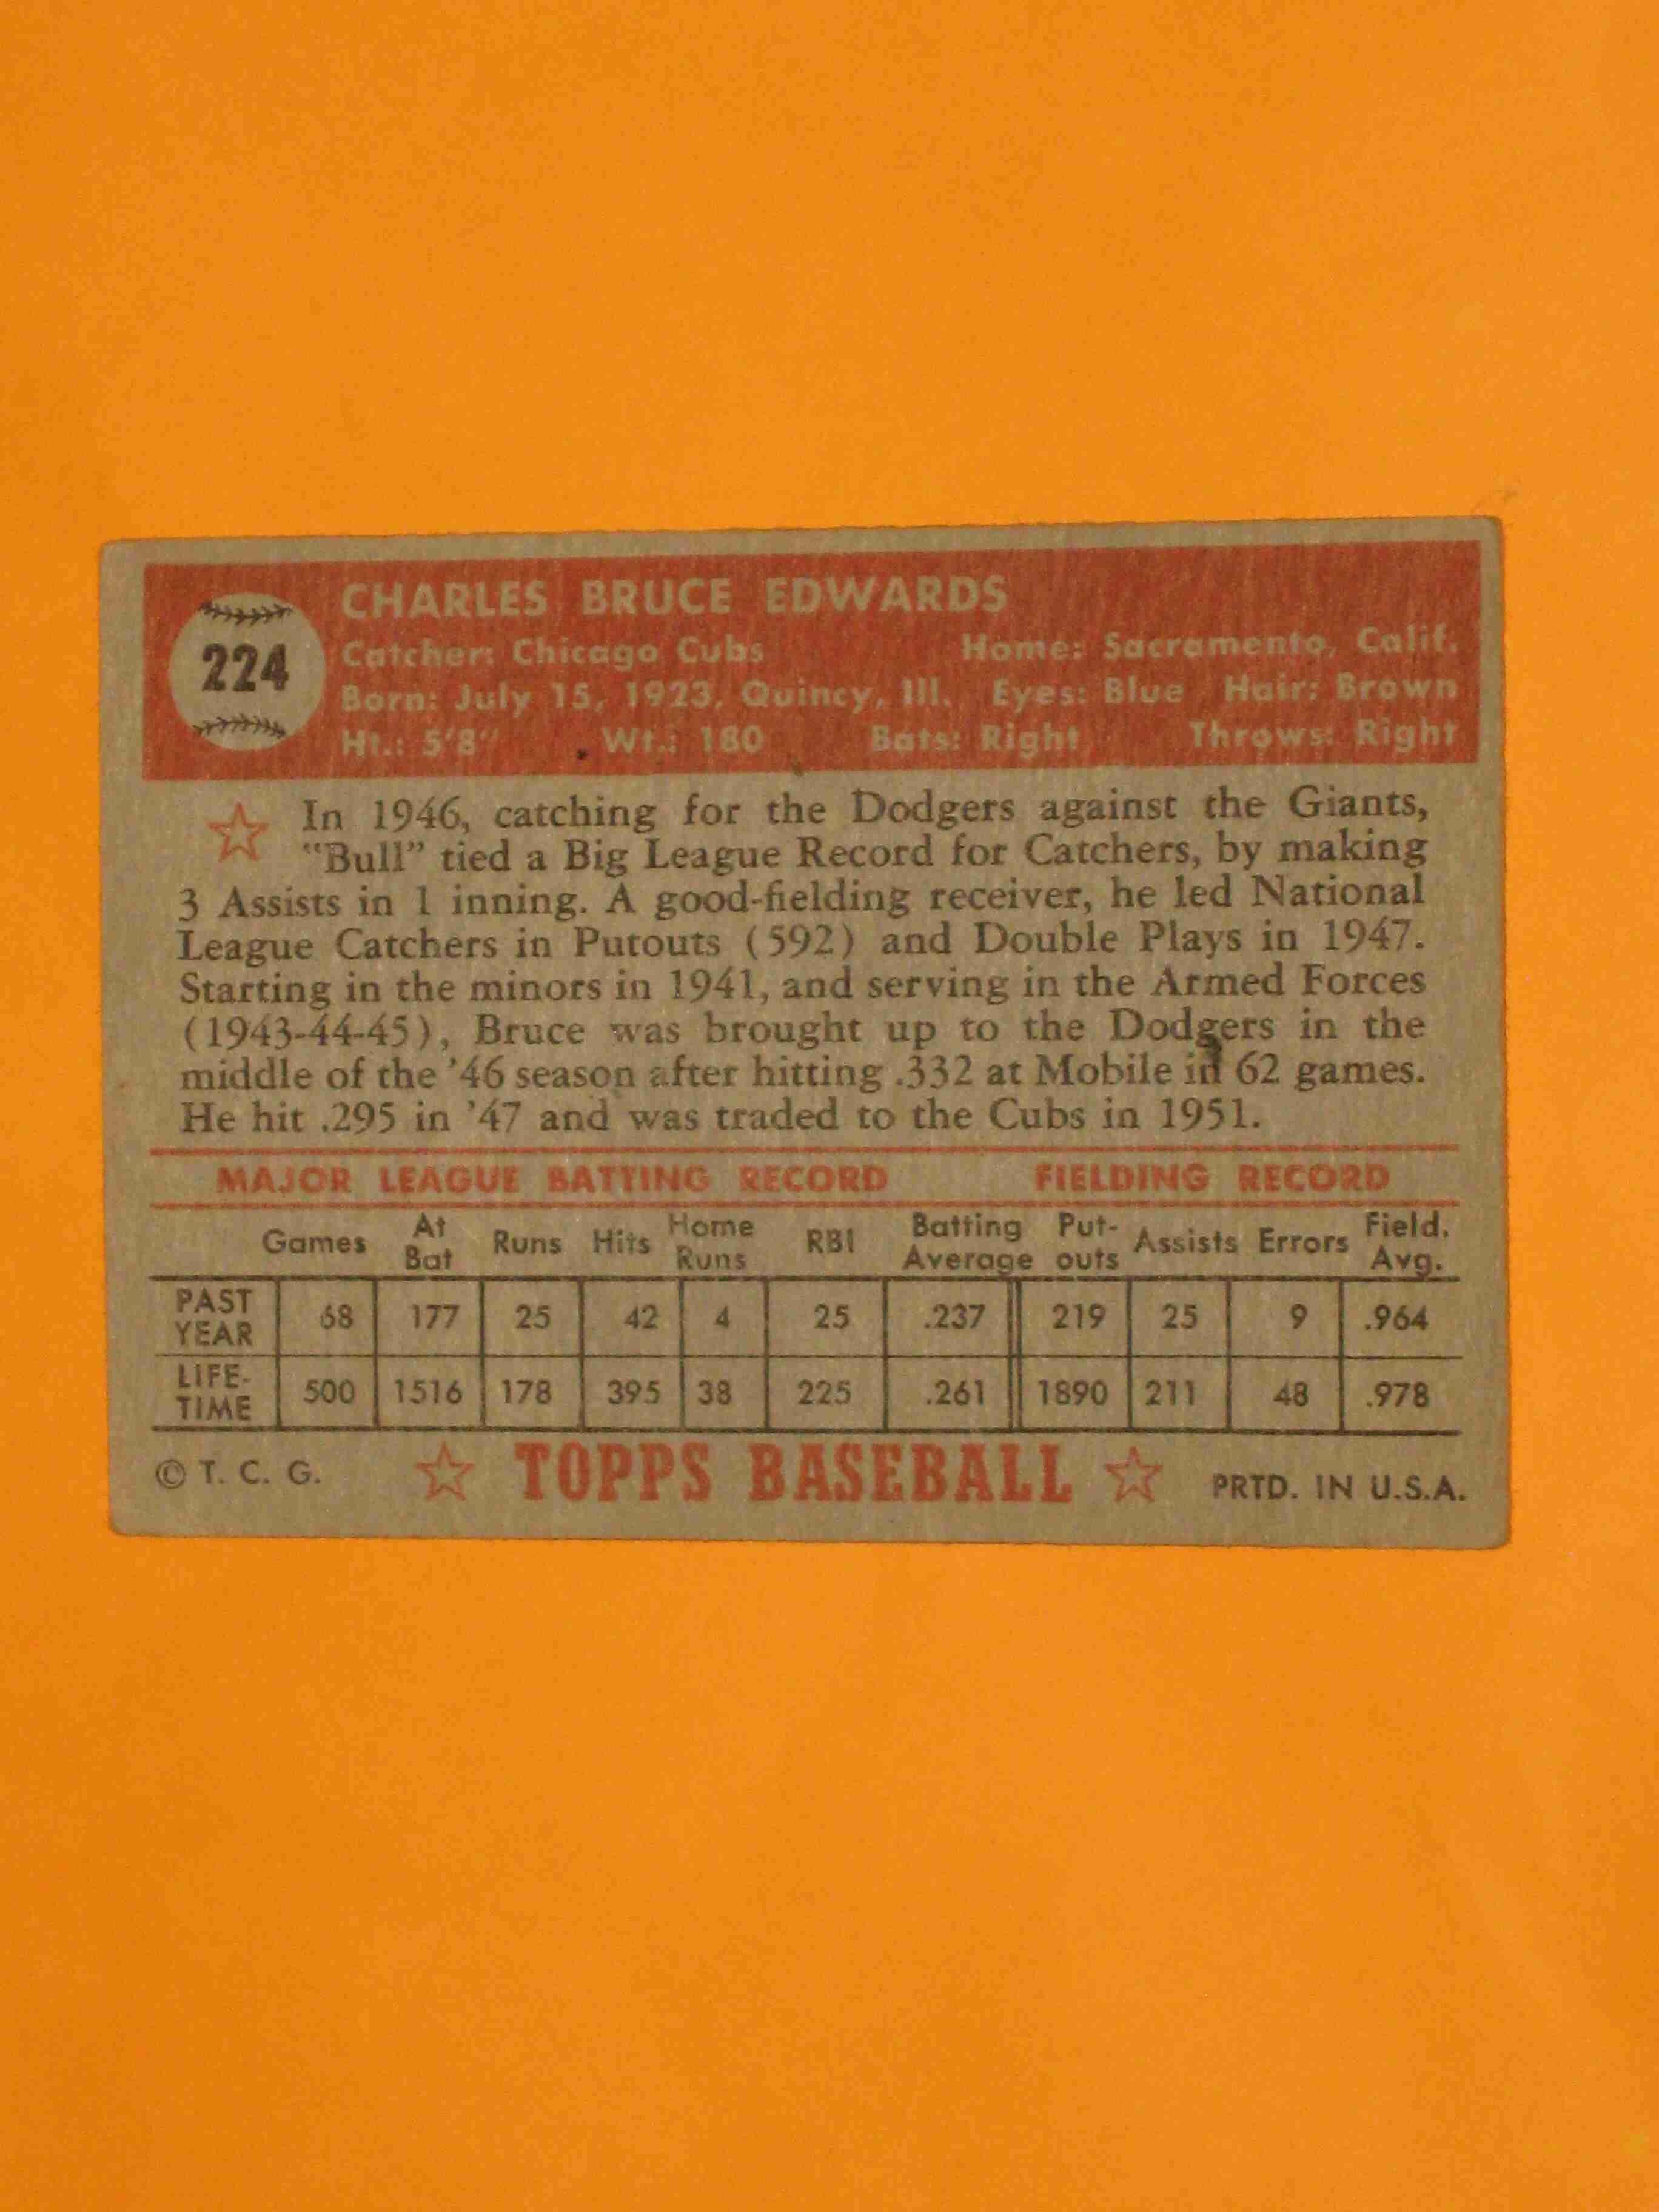 224
CHARLES BRUCE EDWARDS
Catcher: Chicago Cubs Home: Sacramento, Calif.
Born: July 15, 1923, Quincy, Ill. Eyes: Blue Hair: Brown
Ht.: 5'8" Wt.: 180 Bats: Right Throws: Right
In 1946, catching for the Dodgers against the Giants,
"Bull" tied a Big League Record for Catchers, by making
3 Assists in 1 inning. A good-fielding receiver, he led National
League Catchers in Putouts (592) and Double Plays in 1947.
Starting in the minors in 1941, and serving in the Armed Forces
(1943-44-45), Bruce was brought up to the Dodgers in the
middle of the '46 season after hitting .332 at Mobile in 62 games.
He hit .295 in '47 and was traded to the Cubs in 1951.
MAJOR LEAGUE BATTING RECORD FIELDING RECORD
Games At Bat Runs Hits Home Runs RBI Batting Average Put-outs Assists Errors Field. Avg.
PAST YEAR 68 177 25 42 4 25 .237 219 25 9 .964
LIFE-TIME 500 1516 178 395 38 225 .261 1890 211 48 .978
© T. C. G. TOPPS BASEBALL PRTD. IN U.S.A.